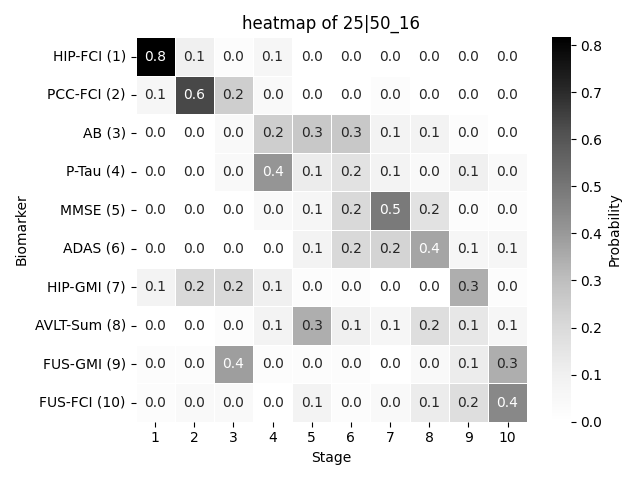 heatmap of 25|50_16
HIP-FCI (1) 0.8 0.1 0.0 0.1 0.0 0.0 0.0 0.0 0.0 0.0
PCC-FCI (2) 0.1 0.6 0.2 0.0 0.0 0.0 0.0 0.0 0.0 0.0
AB (3) 0.0 0.0 0.0 0.2 0.3 0.3 0.1 0.1 0.0 0.0
P-Tau (4) 0.0 0.0 0.0 0.4 0.1 0.2 0.1 0.0 0.1 0.0
MMSE (5) 0.0 0.0 0.0 0.0 0.1 0.2 0.5 0.2 0.0 0.0
ADAS (6) 0.0 0.0 0.0 0.0 0.1 0.2 0.2 0.4 0.1 0.1
HIP-GMI (7) 0.1 0.2 0.2 0.1 0.0 0.0 0.0 0.0 0.3 0.0
AVLT-Sum (8) 0.0 0.0 0.0 0.1 0.3 0.1 0.1 0.2 0.1 0.1
FUS-GMI (9) 0.0 0.0 0.4 0.0 0.0 0.0 0.0 0.0 0.1 0.3
FUS-FCI (10) 0.0 0.0 0.0 0.0 0.1 0.0 0.0 0.1 0.2 0.4
1 2 3 4 5 6 7 8 9 10
Stage
Biomarker
0.8
0.7
0.6
0.5
0.4
0.3
0.2
0.1
0.0
Probability